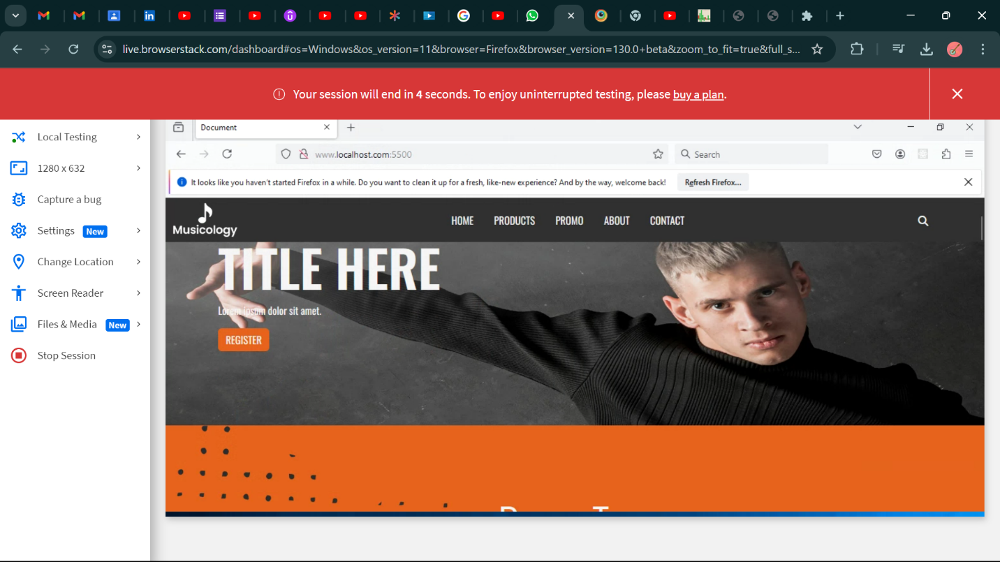 live.browserstack.com/dashboard#os=Windows&os_version=11&browser=Firefox&browser_version=130.0+beta&zoom_to_fit=true&full_s...
Your session will end in 4 seconds. To enjoy uninterrupted testing, please buy a plan.
Local Testing
1280 x 632
Capture a bug
Settings New
Change Location
Screen Reader
Files & Media New
Stop Session
Document
www.localhost.com:5500
Search
It looks like you haven't started Firefox in a while. Do you want to clean it up for a fresh, like-new experience? And by the way, welcome back!
Refresh Firefox...
Musicology
HOME PRODUCTS PROMO ABOUT CONTACT
TITLE HERE
Lorem ipsum dolor sit amet.
REGISTER